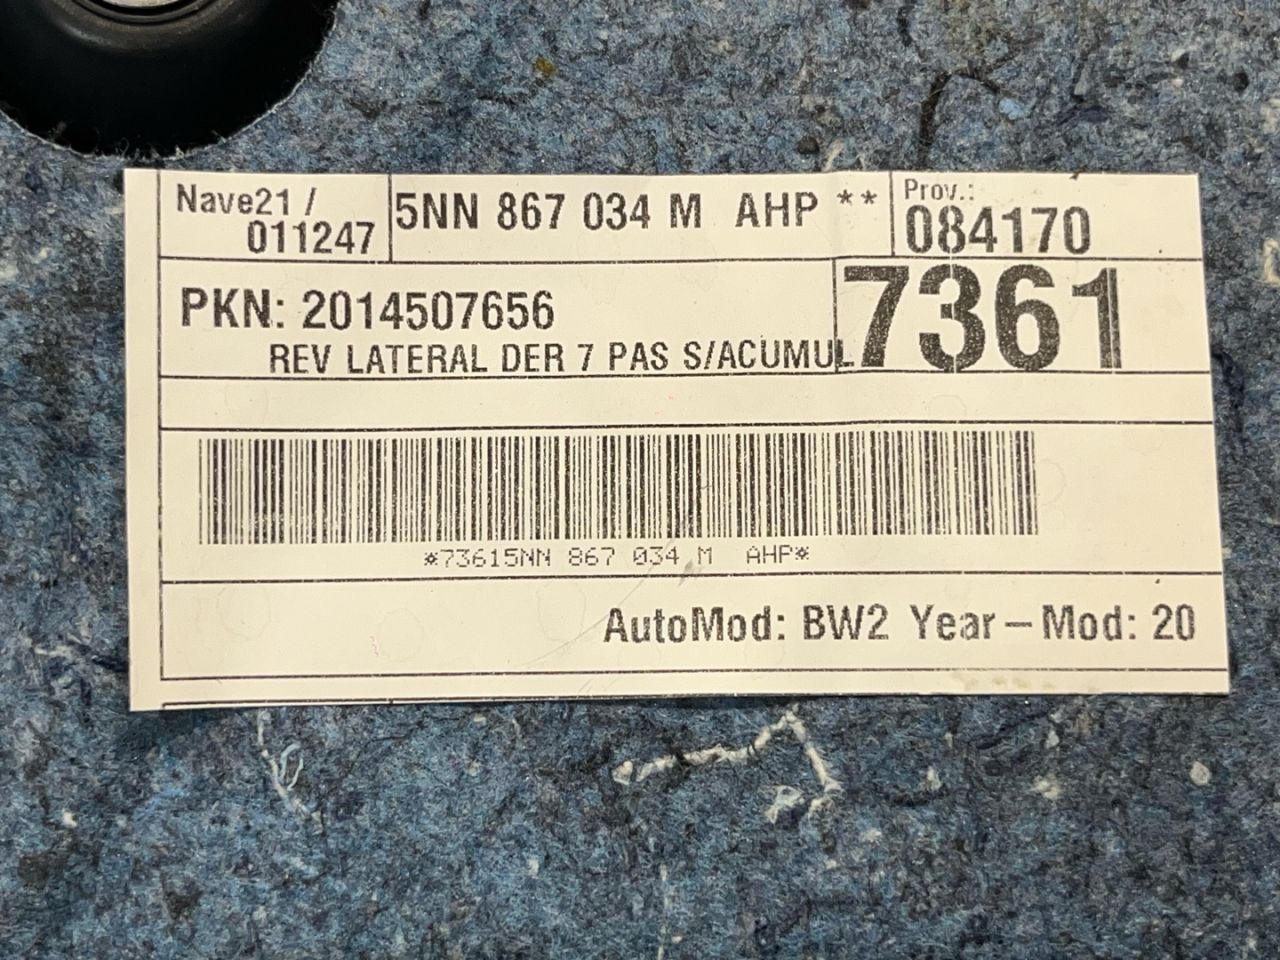 Nave21 /
011247
5NN 867 034 M AHP **
Prov.:
084170
PKN: 2014507656
7361
REV LATERAL DER 7 PAS S/ACUMUL
*73615NN 867 034 M AHP*
AutoMod: BW2 Year-Mod: 20